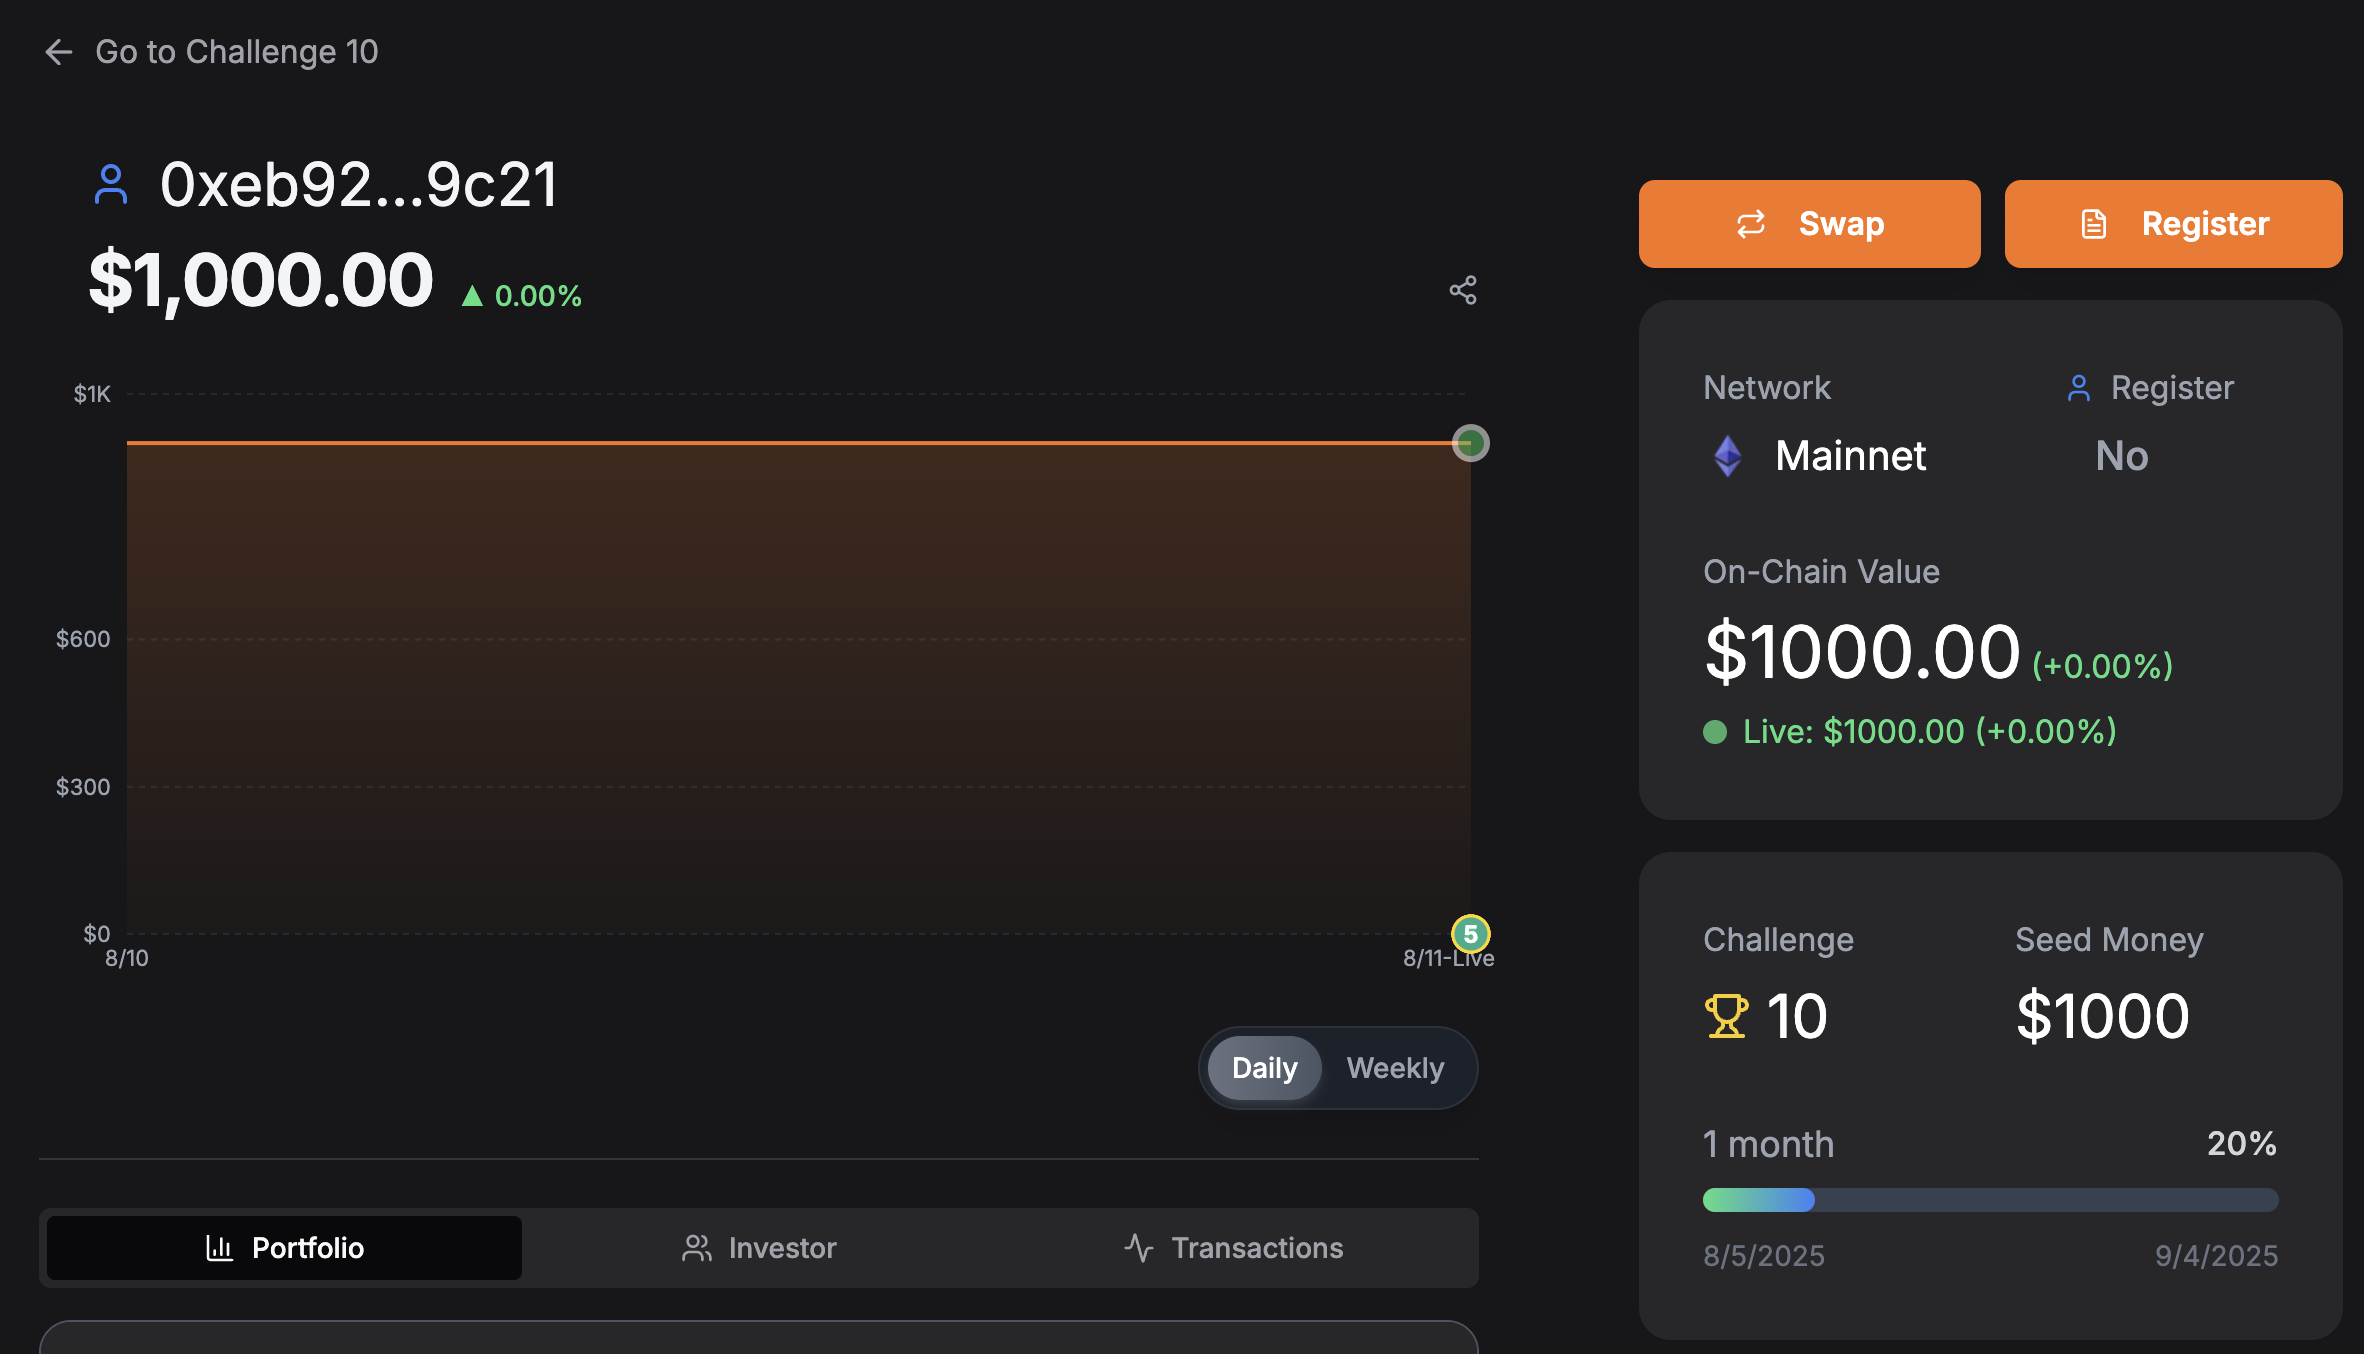 Go to Challenge 10
0xeb92...9c21
$1,000.00 ▲ 0.00%
$1K
$600
$300
$0
8/10
5
8/11-Live
Daily
Weekly
Portfolio
Investor
Transactions
Swap
Register
Network
Register
Mainnet
No
On-Chain Value
$1000.00 (+0.00%)
Live: $1000.00 (+0.00%)
Challenge
Seed Money
10
$1000
1 month
20%
8/5/2025
9/4/2025